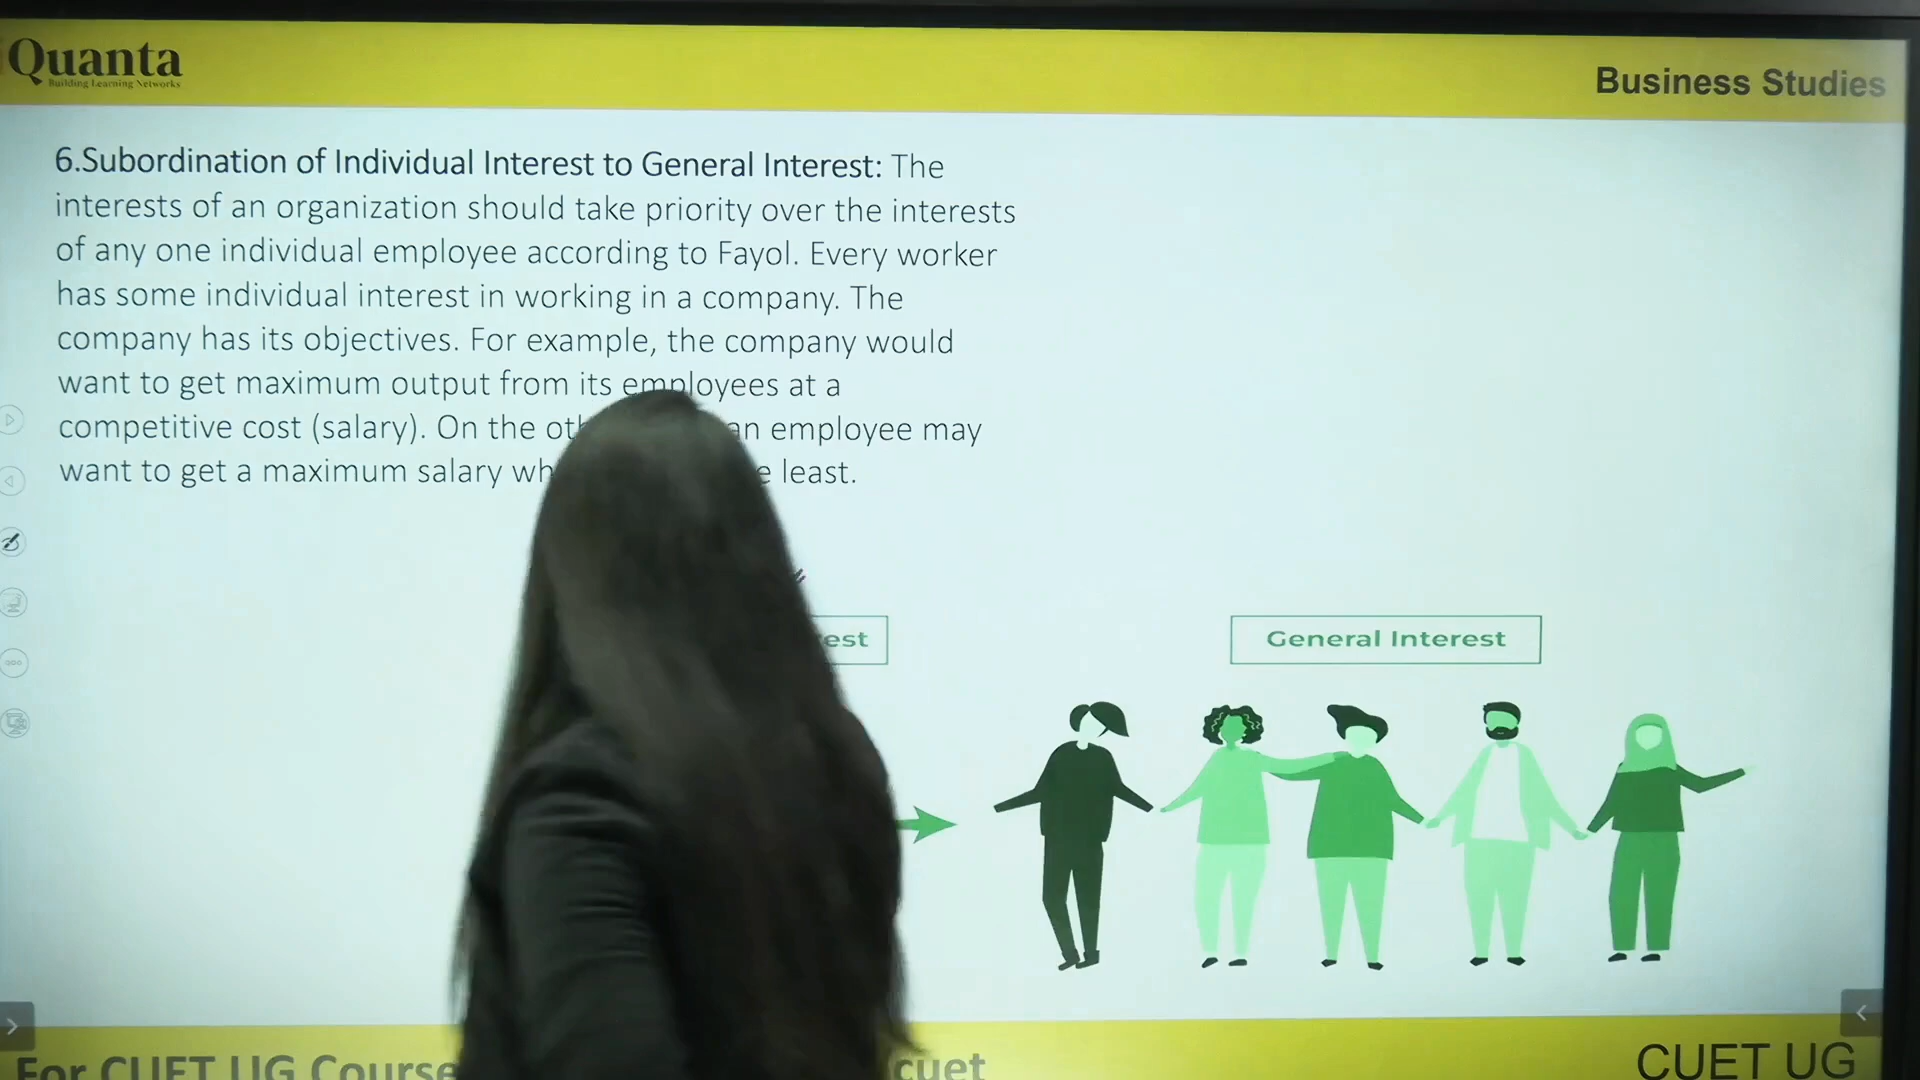 Quanta
Building Learning Networks
Business Studies
6.Subordination of Individual Interest to General Interest: The
interests of an organization should take priority over the interests
of any one individual employee according to Fayol. Every worker
has some individual interest in working in a company. The
company has its objectives. For example, the company would
want to get maximum output from its employees at a
competitive cost (salary). On the an employee may
want to get a maximum salary least.
General Interest
For CUET UG Course cuet
CUET UG